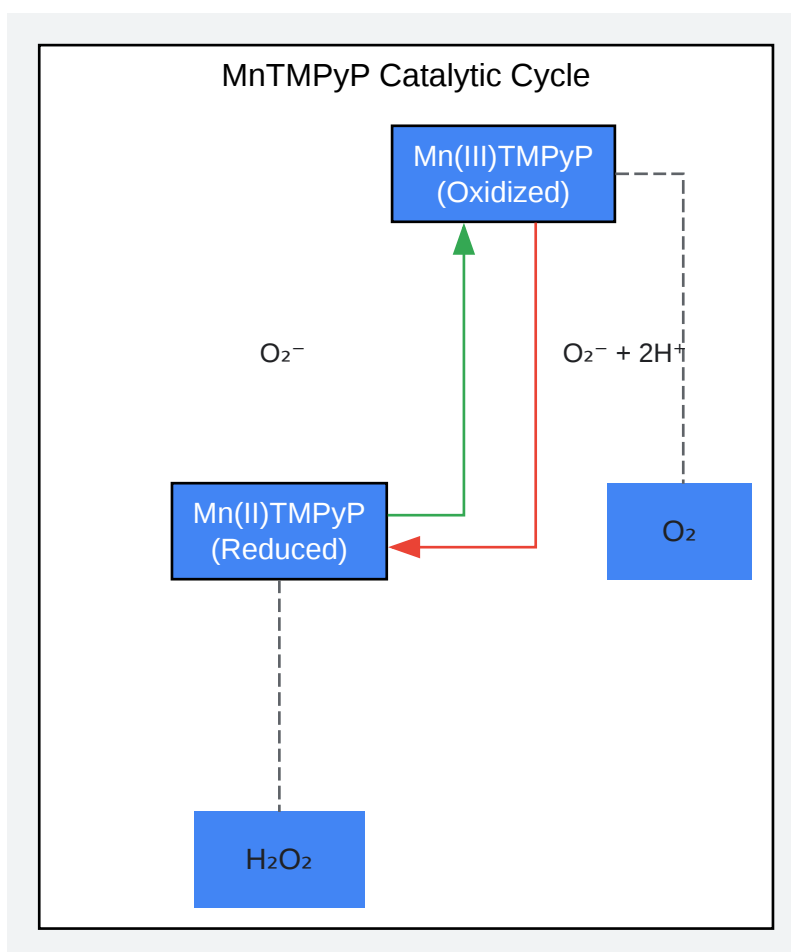 MnTMPyP Catalytic Cycle
Mn(III)TMPyP
(Oxidized)
O₂⁻
O₂⁻ + 2H⁺
Mn(II)TMPyP
(Reduced)
O₂
H₂O₂